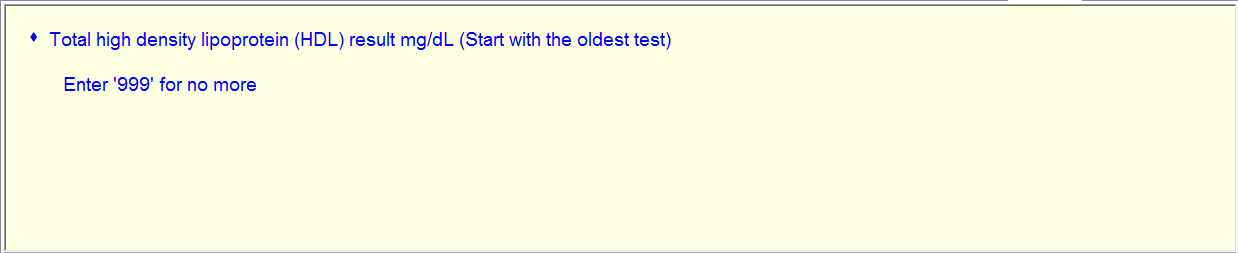 ♦ Total high density lipoprotein (HDL) result mg/dL (Start with the oldest test)
Enter '999' for no more